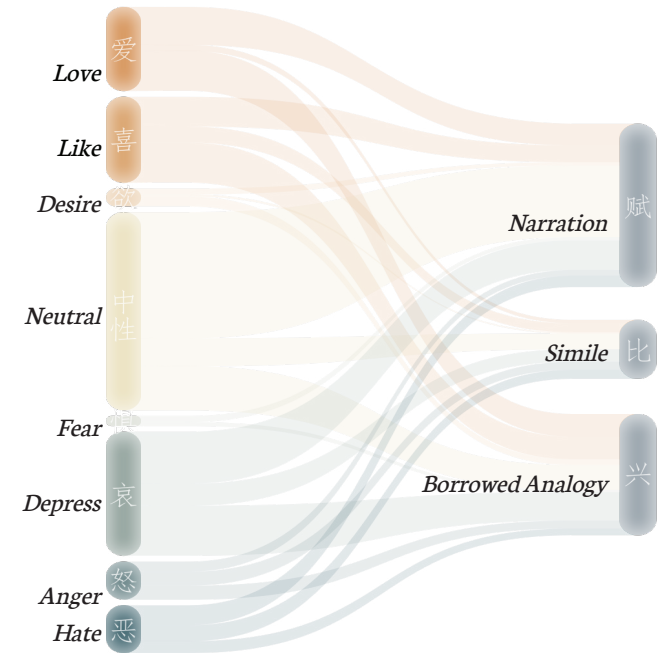 爱
Love
喜
Like
欲
Desire
中
性
Neutral
惧
Fear
哀
Depress
怒
Anger
恶
Hate
赋
Narration
比
Simile
兴
Borrowed Analogy